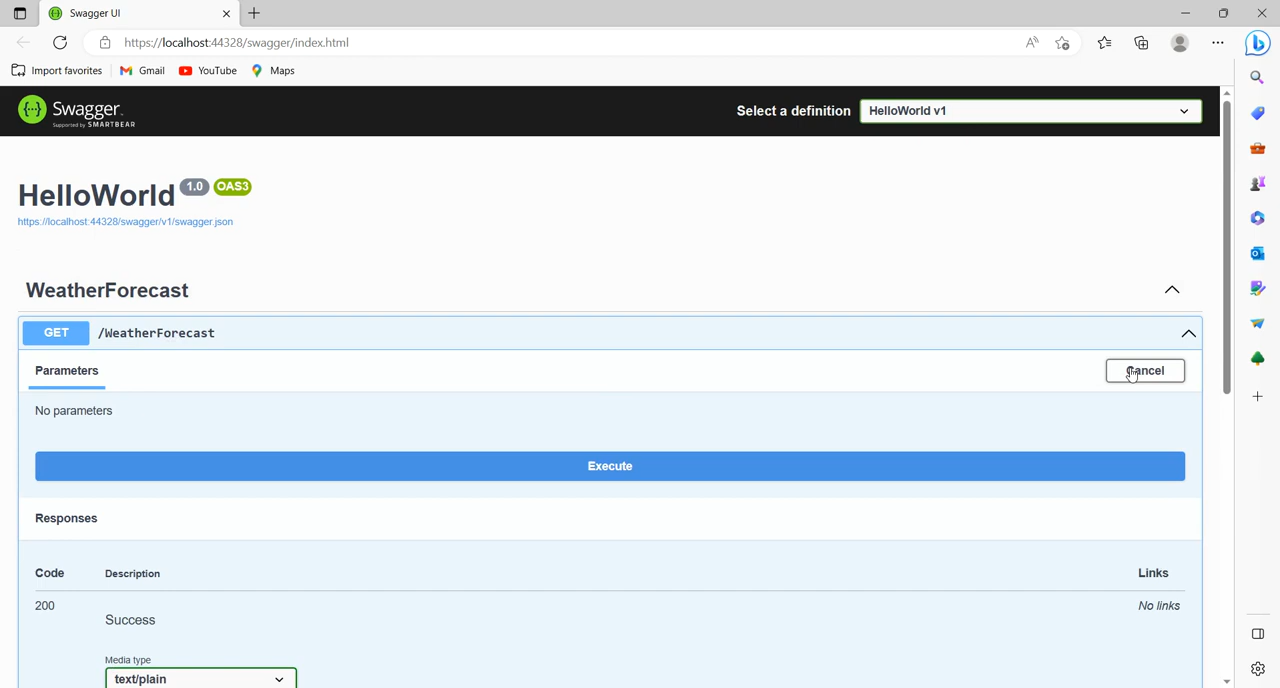 Swagger UI
https://localhost:44328/swagger/index.html
Import favorites Gmail YouTube Maps
Swagger
Supported by SMARTBEAR
Select a definition HelloWorld v1
HelloWorld 1.0 OAS3
https://localhost:44328/swagger/v1/swagger.json
WeatherForecast
GET /WeatherForecast
Parameters Cancel
No parameters
Execute
Responses
Code Description Links
200 Success No links
Media type
text/plain